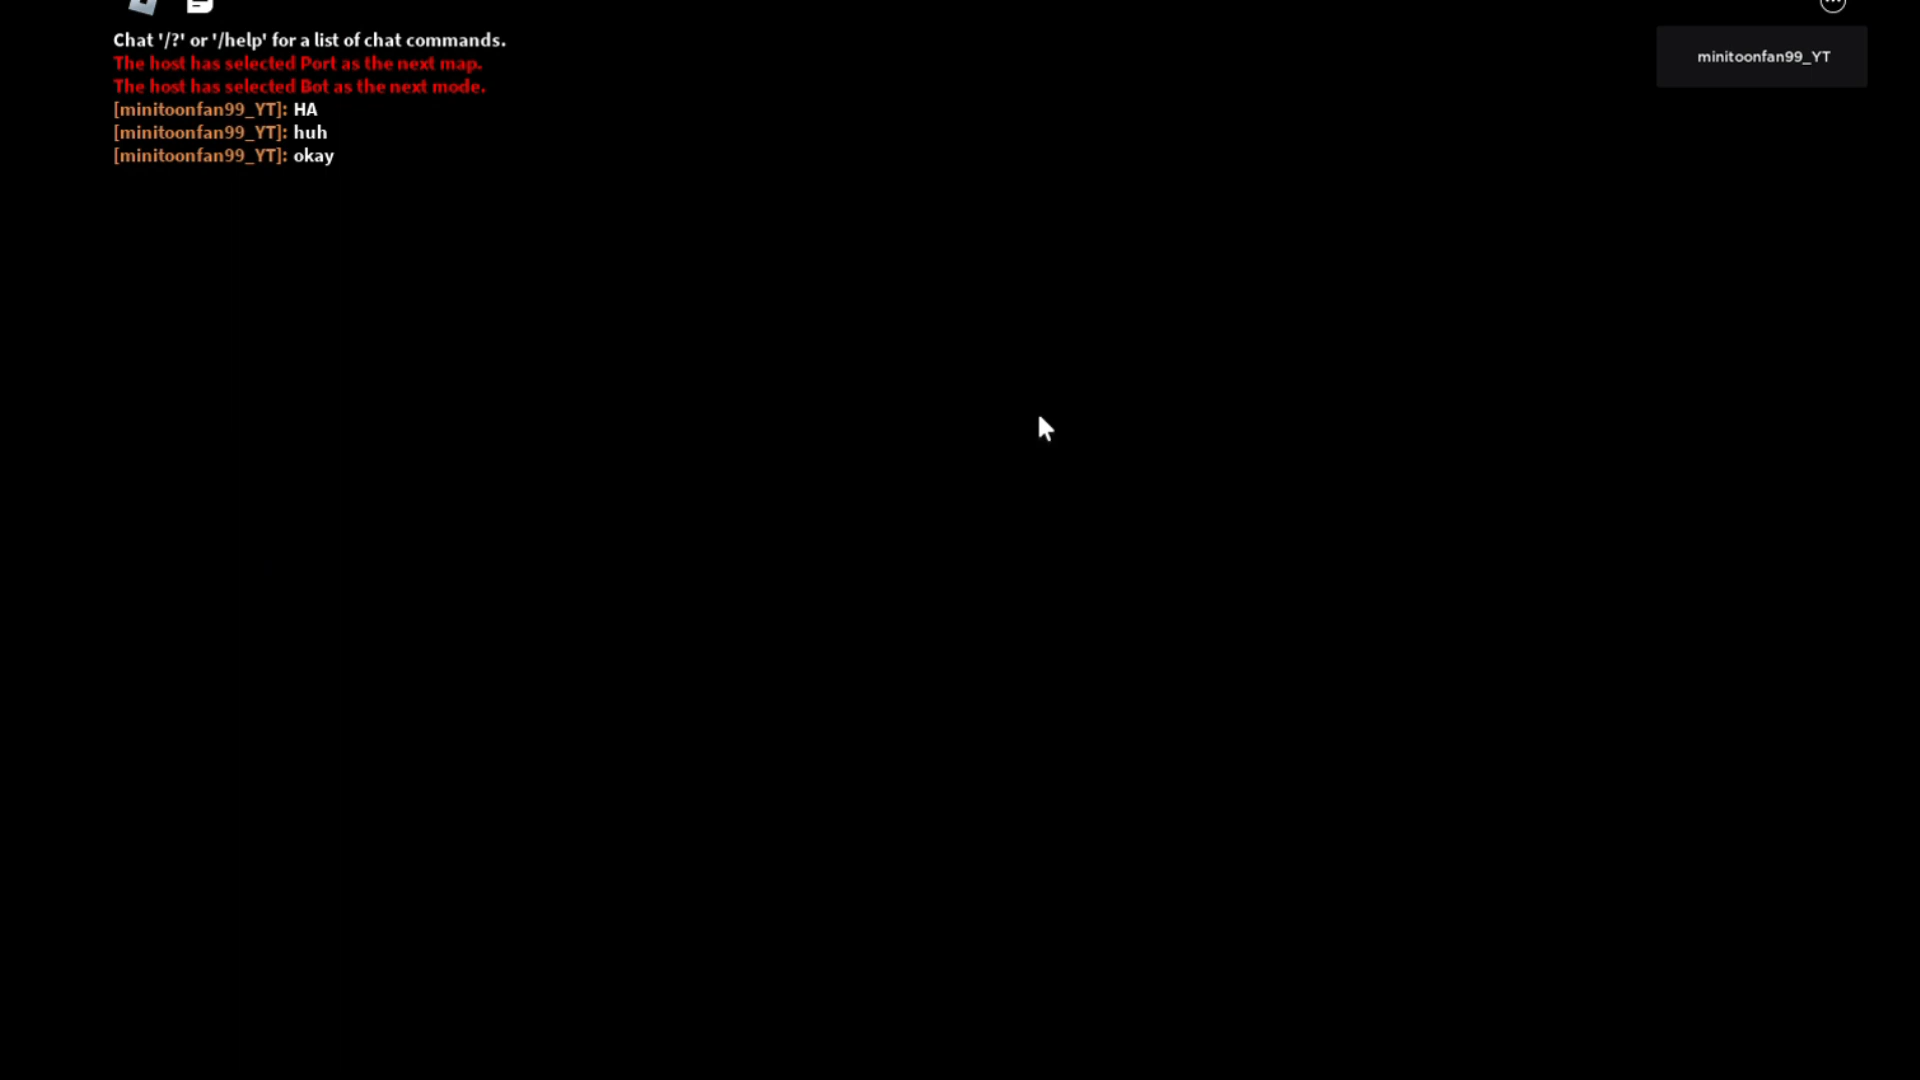 Chat '/?' or '/help' for a list of chat commands.
The host has selected Port as the next map.
The host has selected Bot as the next mode.
[minitoonfan99_YT]: HA
[minitoonfan99_YT]: huh
[minitoonfan99_YT]: okay
minitoonfan99_YT